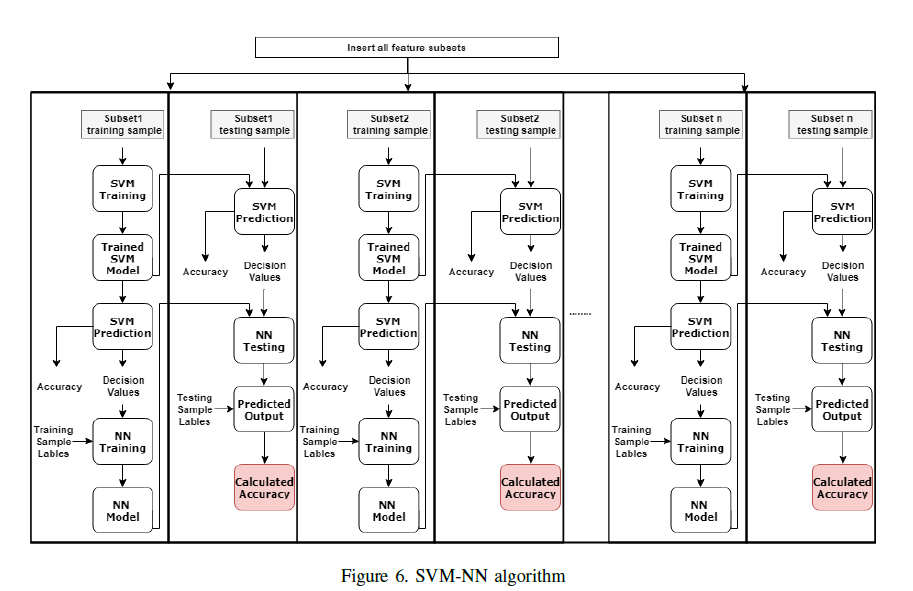 Insert all feature subsets
Subset1
training sample
SVM
Training
Trained
SVM
Model
SVM
Prediction
Accuracy
Decision
Values
Training
Sample
Lables
NN
Training
NN
Model
Subset1
testing sample
SVM
Prediction
Accuracy
Decision
Values
NN
Testing
Testing
Sample
Lables
Predicted
Output
Calculated
Accuracy
Subset2
training sample
SVM
Training
Trained
SVM
Model
SVM
Prediction
Accuracy
Decision
Values
Training
Sample
Lables
NN
Training
NN
Model
Subset2
testing sample
SVM
Prediction
Accuracy
Decision
Values
NN
Testing
Testing
Sample
Lables
Predicted
Output
Calculated
Accuracy
........
Subset n
training sample
SVM
Training
Trained
SVM
Model
SVM
Prediction
Accuracy
Decision
Values
Training
Sample
Lables
NN
Training
NN
Model
Subset n
testing sample
SVM
Prediction
Accuracy
Decision
Values
NN
Testing
Testing
Sample
Lables
Predicted
Output
Calculated
Accuracy
Figure 6. SVM-NN algorithm